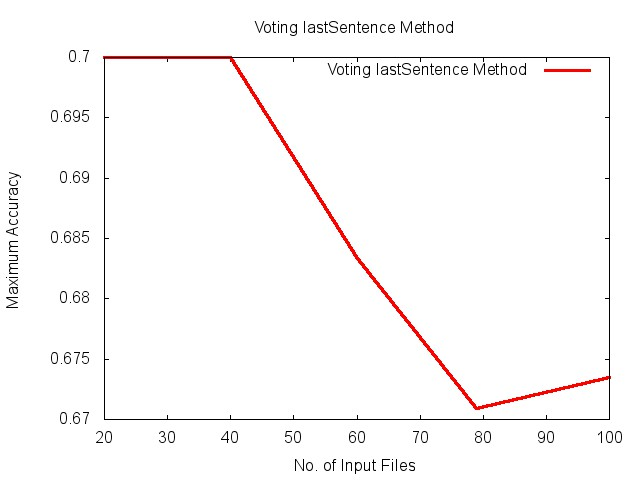 Voting lastSentence Method
0.7
Voting lastSentence Method
0.695
0.69
0.685
0.68
0.675
0.67
Maximum Accuracy
20 30 40 50 60 70 80 90 100
No. of Input Files